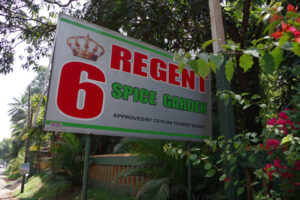 6
REGENT
SPICE GARDEN
APPROVED BY CEYLON TOURIST BOARD